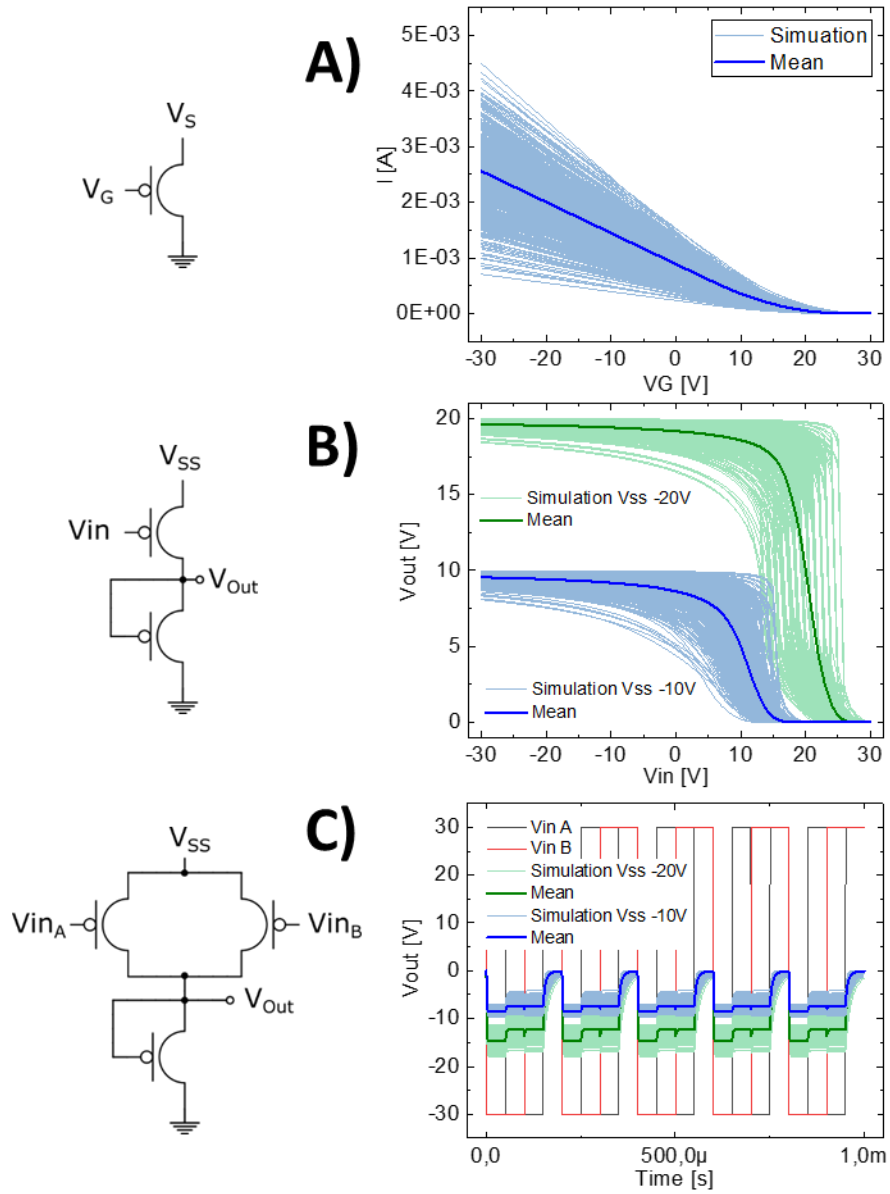 A)
V_S
V_G
5E-03
4E-03
3E-03
2E-03
1E-03
0E+00
I [A]
Simuation
Mean
-30 -20 -10 0 10 20 30
VG [V]
B)
V_SS
Vin
V_Out
20
15
10
5
0
Vout [V]
Simulation Vss -20V
Mean
Simulation Vss -10V
Mean
-30 -20 -10 0 10 20 30
Vin [V]
C)
V_SS
Vin_A
Vin_B
V_Out
30
20
10
0
-10
-20
-30
Vout [V]
Vin A
Vin B
Simulation Vss -20V
Mean
Simulation Vss -10V
Mean
0,0 500,0μ 1,0m
Time [s]